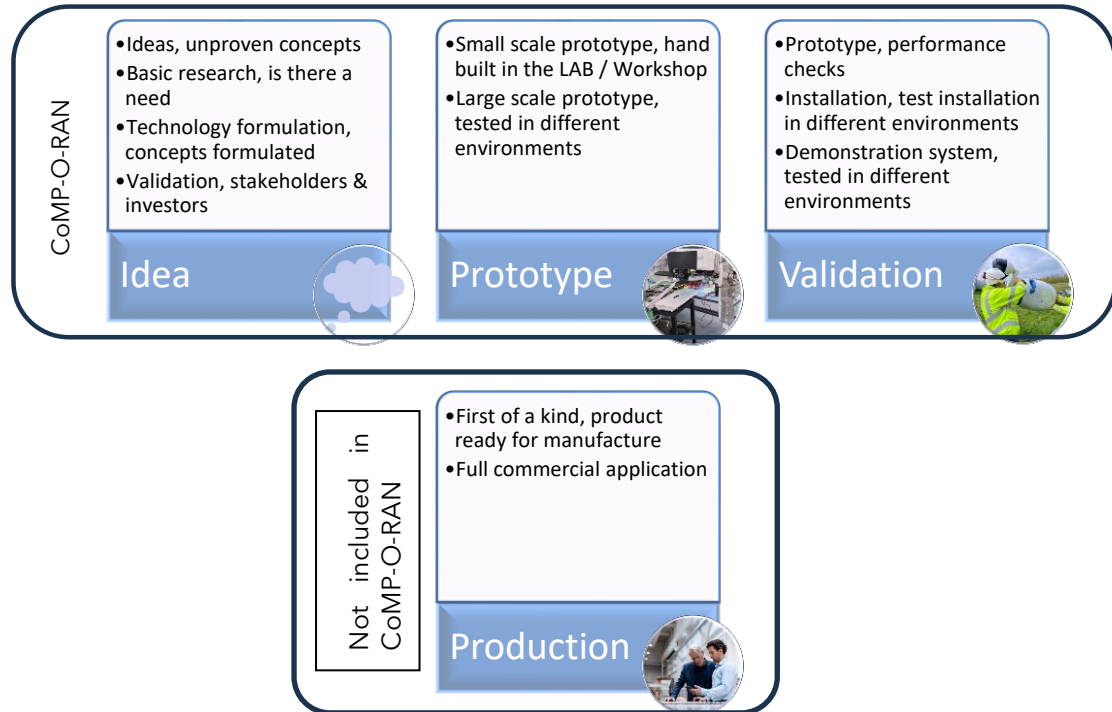 CoMP-O-RAN
•Ideas, unproven concepts
•Basic research, is there a
need
•Technology formulation,
concepts formulated
•Validation, stakeholders &
investors
Idea
•Small scale prototype, hand
built in the LAB / Workshop
•Large scale prototype,
tested in different
environments
Prototype
•Prototype, performance
checks
•Installation, test installation
in different environments
•Demonstration system,
tested in different
environments
Validation
Not included in
CoMP-O-RAN
•First of a kind, product
ready for manufacture
•Full commercial application
Production